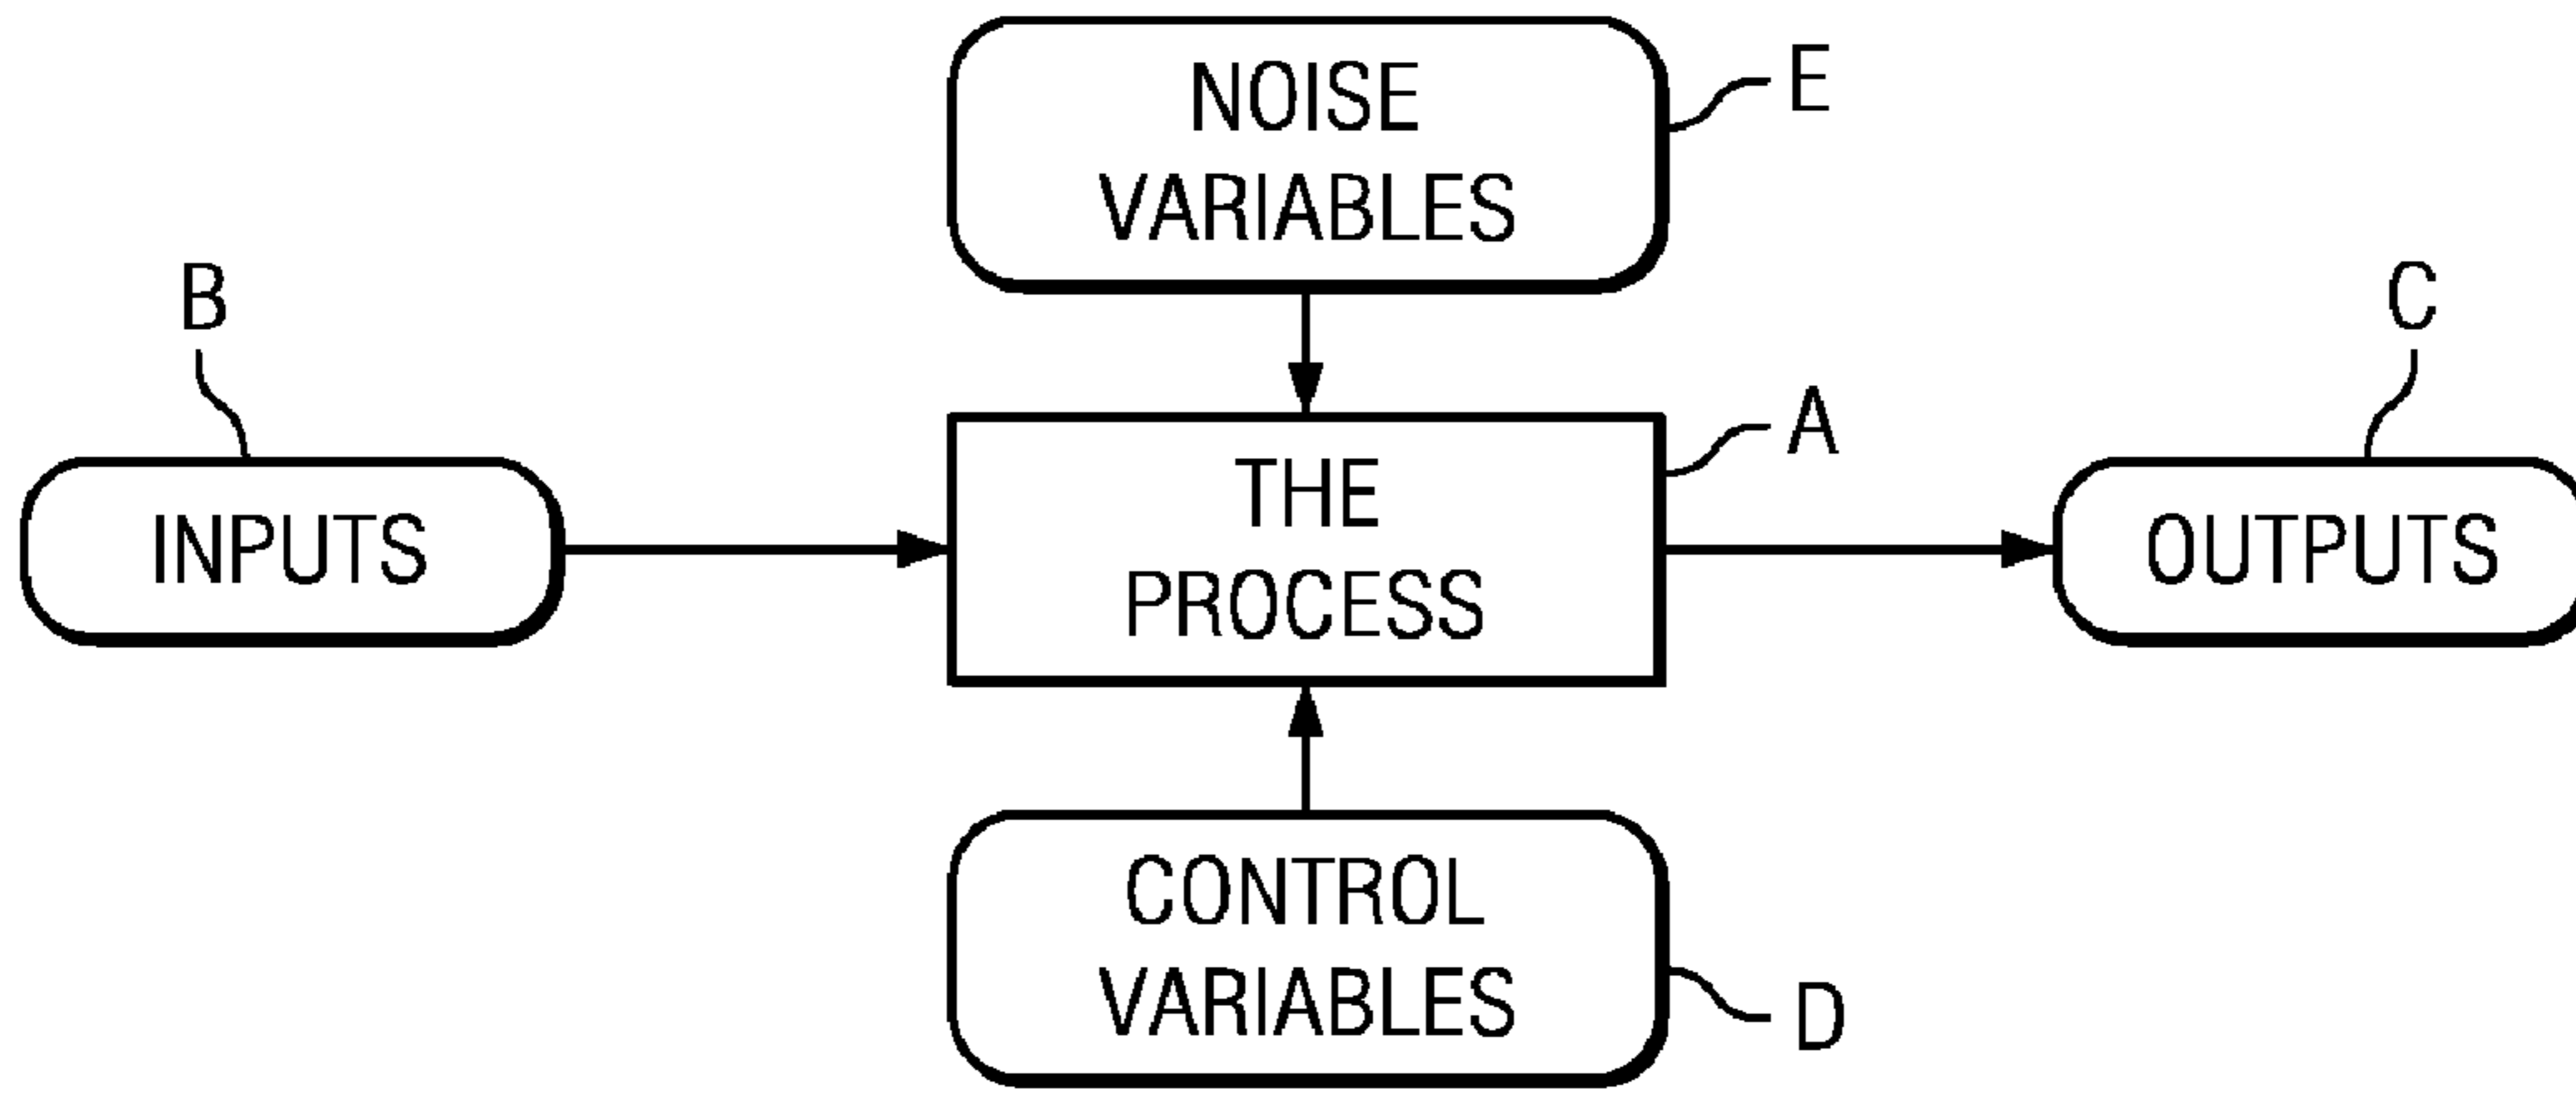 NOISE
VARIABLES
E
B
C
THE
PROCESS
A
INPUTS
OUTPUTS
CONTROL
VARIABLES
D